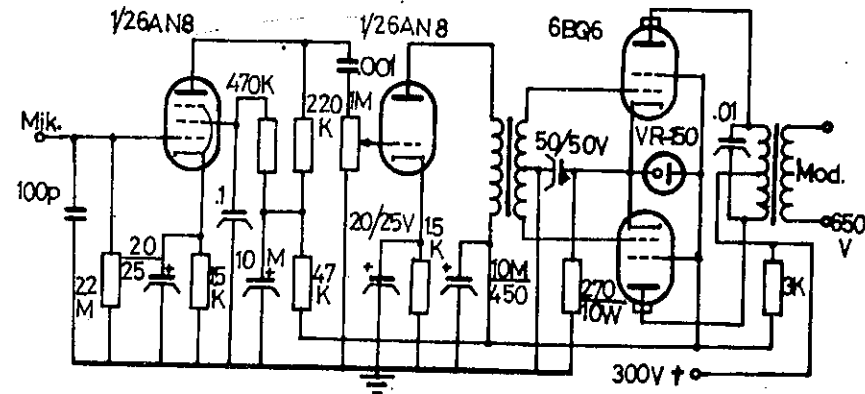 1/26AN8
1/26AN8
6BQ6
.001
470K
220
K
1M
Mik.
50/50V
VR-150
.01
Mod.
100p
.1
20
25
20/25V
15
K
650
V
10
M
22
M
15
K
47
K
10M
450
270
10W
3K
300V +